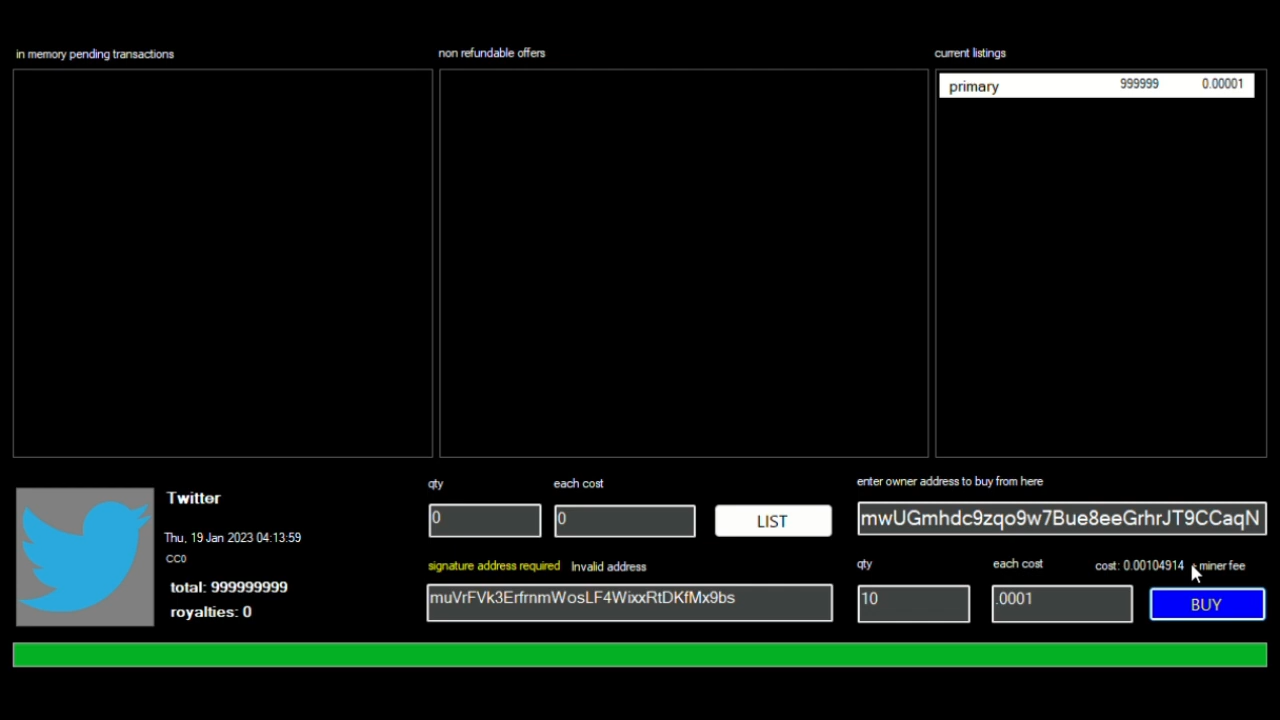 in memory pending transactions
non refundable offers
current listings
primary 999999 0.00001
Twitter
Thu, 19 Jan 2023 04:13:59
CC0
total: 999999999
royalties: 0
qty each cost
0 0 LIST
signature address required Invalid address
muVrFVk3ErfrnmWosLF4WixxRtDKfMx9bs
enter owner address to buy from here
mwUGmhdc9zqo9w7Bue8eeGrhrJT9CCaqN
qty each cost cost: 0.00104914 + miner fee
10 .0001 BUY